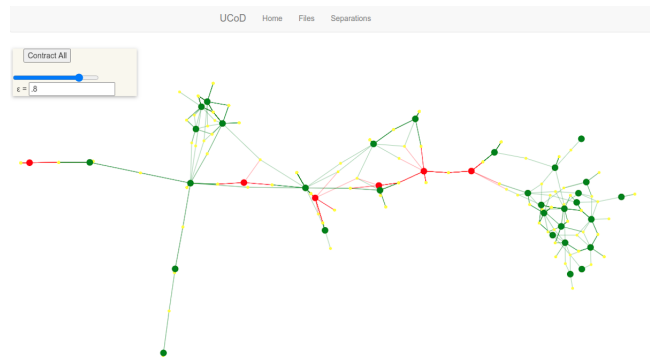 UCoD Home Files Separations
Contract All
ε = .8